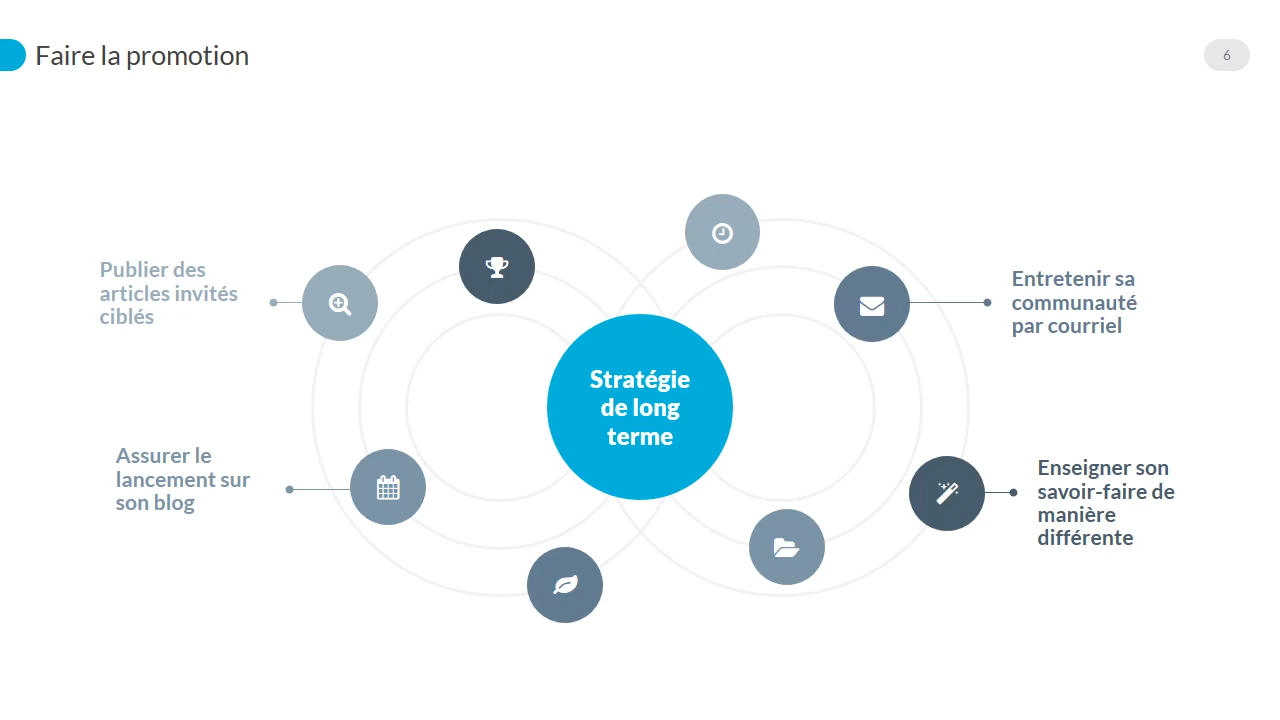 Faire la promotion
6
Publier des
articles invités
ciblés
Assurer le
lancement sur
son blog
Stratégie
de long
terme
Entretenir sa
communauté
par courriel
Enseigner son
savoir-faire de
manière
différente